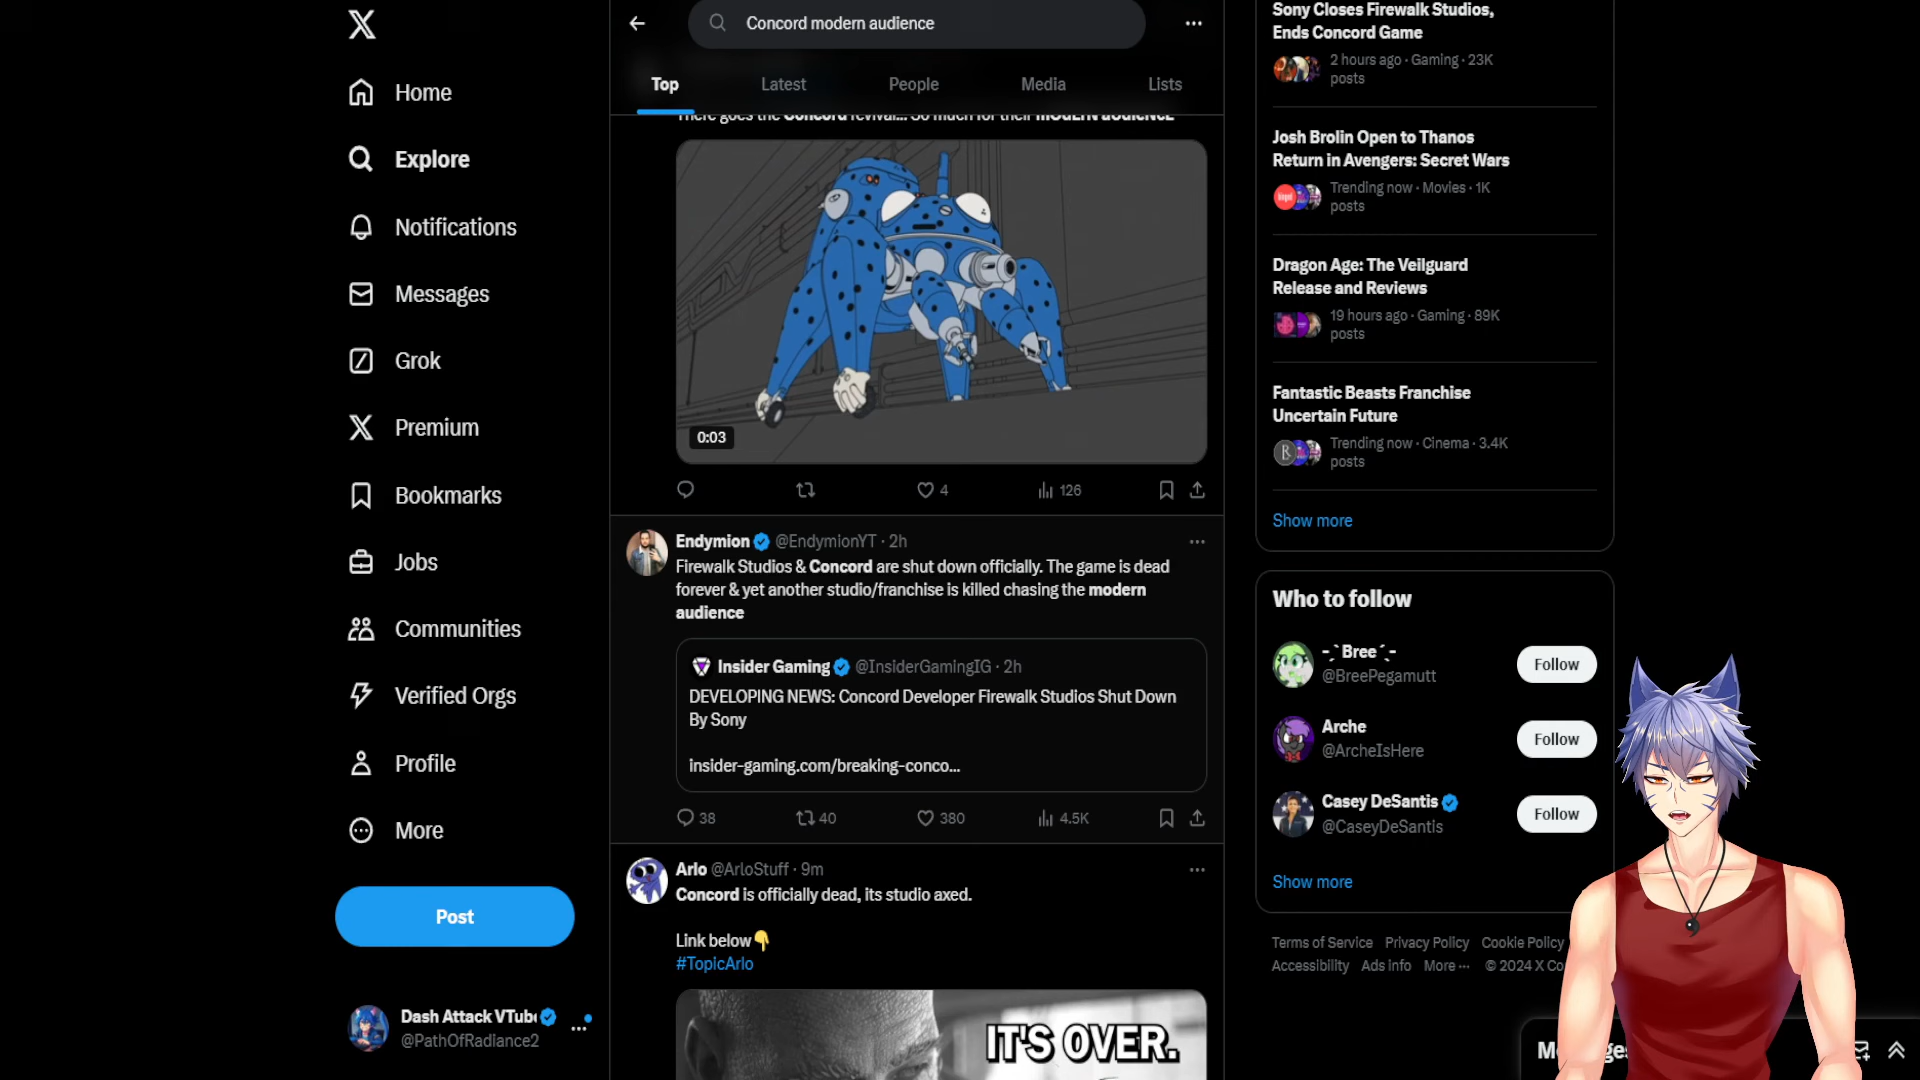 Home
Explore
Notifications
Messages
Grok
Premium
Bookmarks
Jobs
Communities
Verified Orgs
Profile
More
Post
Dash Attack VTub
@PathOfRadiance2
Concord modern audience
Top
Latest
People
Media
Lists
There goes the Concord revival... So much for their MODERN AUDIENCE
0:03
4
126
Endymion @EndymionYT · 2h
Firewalk Studios & Concord are shut down officially. The game is dead
forever & yet another studio/franchise is killed chasing the modern
audience
Insider Gaming @InsiderGamingIG · 2h
DEVELOPING NEWS: Concord Developer Firewalk Studios Shut Down
By Sony
insider-gaming.com/breaking-conco...
38
40
380
4.5K
Arlo @ArloStuff · 9m
Concord is officially dead, its studio axed.
Link below👇
#TopicArlo
IT'S OVER.
Sony Closes Firewalk Studios,
Ends Concord Game
2 hours ago · Gaming · 23K
posts
Josh Brolin Open to Thanos
Return in Avengers: Secret Wars
Trending now · Movies · 1K
posts
Dragon Age: The Veilguard
Release and Reviews
19 hours ago · Gaming · 89K
posts
Fantastic Beasts Franchise
Uncertain Future
Trending now · Cinema · 3.4K
posts
Show more
Who to follow
-ˏ`Bree´ˎ-
@BreePegamutt
Follow
Arche
@ArcheIsHere
Follow
Casey DeSantis
@CaseyDeSantis
Follow
Show more
Terms of Service Privacy Policy Cookie Policy
Accessibility Ads info More ··· © 2024 X Co